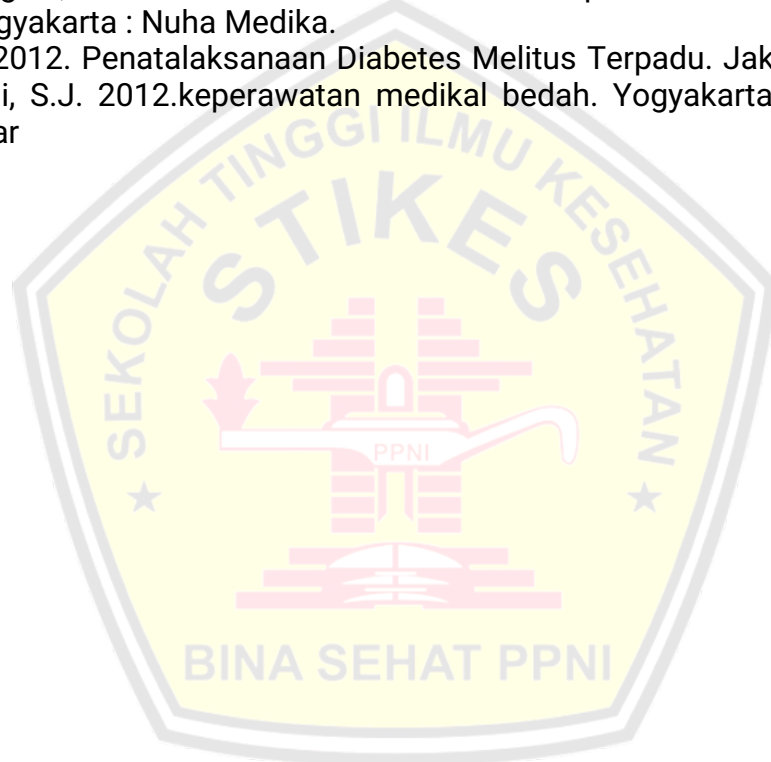 gyakarta : Nuha Medika.
2012. Penatalaksanaan Diabetes Melitus Terpadu. Jak
i, S.J. 2012.keperawatan medikal bedah. Yogyakarta
ar
SEKOLAH TINGGI ILMU KESEHATAN
STIKES
PPNI
BINA SEHAT PPNI